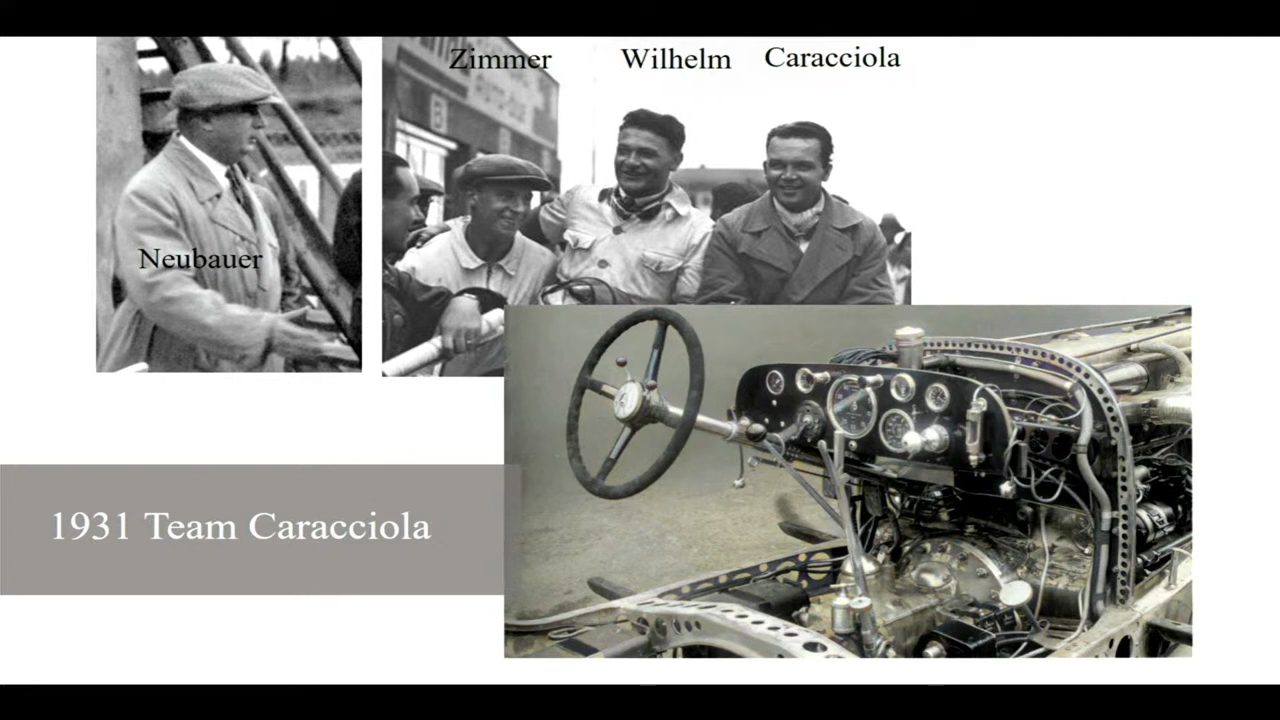 Zimmer
Wilhelm
Caracciola
Neubauer
1931 Team Caracciola